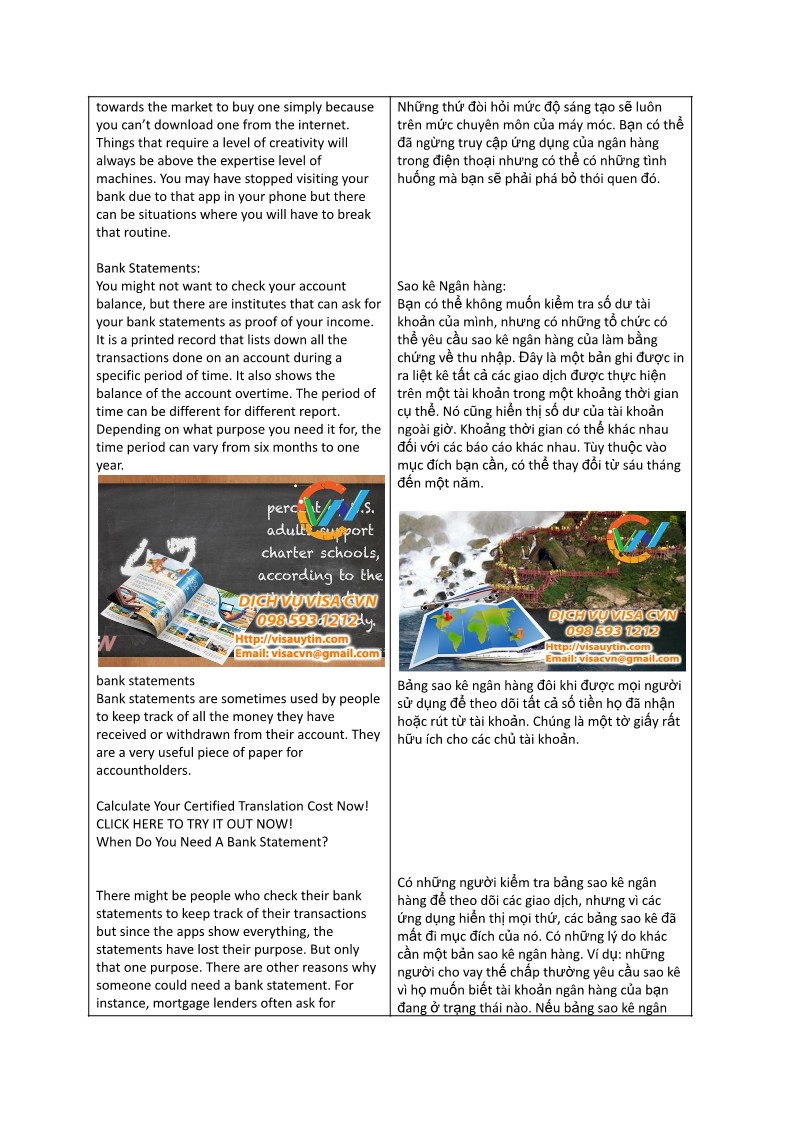 towards the market to buy one simply because
you can’t download one from the internet.
Things that require a level of creativity will
always be above the expertise level of
machines. You may have stopped visiting your
bank due to that app in your phone but there
can be situations where you will have to break
that routine.
Bank Statements:
You might not want to check your account
balance, but there are institutes that can ask for
your bank statements as proof of your income.
It is a printed record that lists down all the
transactions done on an account during a
specific period of time. It also shows the
balance of the account overtime. The period of
time can be different for different report.
Depending on what purpose you need it for, the
time period can vary from six months to one
year.
adults support
charter schools,
according to the
DỊCH VỤ VISA CVN
098 593 1212
Http://visauytin.com
Email: visacvn@gmail.com
bank statements
Bank statements are sometimes used by people
to keep track of all the money they have
received or withdrawn from their account. They
are a very useful piece of paper for
accountholders.
Calculate Your Certified Translation Cost Now!
CLICK HERE TO TRY IT OUT NOW!
When Do You Need A Bank Statement?
There might be people who check their bank
statements to keep track of their transactions
but since the apps show everything, the
statements have lost their purpose. But only
that one purpose. There are other reasons why
someone could need a bank statement. For
instance, mortgage lenders often ask for
Những thứ đòi hỏi mức độ sáng tạo sẽ luôn
trên mức chuyên môn của máy móc. Bạn có thể
đã ngừng truy cập ứng dụng của ngân hàng
trong điện thoại nhưng có thể có những tình
huống mà bạn sẽ phải phá bỏ thói quen đó.
Sao kê Ngân hàng:
Bạn có thể không muốn kiểm tra số dư tài
khoản của mình, nhưng có những tổ chức có
thể yêu cầu sao kê ngân hàng của làm bằng
chứng về thu nhập. Đây là một bản ghi được in
ra liệt kê tất cả các giao dịch được thực hiện
trên một tài khoản trong một khoảng thời gian
cụ thể. Nó cũng hiển thị số dư của tài khoản
ngoài giờ. Khoảng thời gian có thể khác nhau
đối với các báo cáo khác nhau. Tùy thuộc vào
mục đích bạn cần, có thể thay đổi từ sáu tháng
đến một năm.
DỊCH VỤ VISA CVN
098 593 1212
Http://visauytin.com
Email: visacvn@gmail.com
Bảng sao kê ngân hàng đôi khi được mọi người
sử dụng để theo dõi tất cả số tiền họ đã nhận
hoặc rút từ tài khoản. Chúng là một tờ giấy rất
hữu ích cho các chủ tài khoản.
Có những người kiểm tra bảng sao kê ngân
hàng để theo dõi các giao dịch, nhưng vì các
ứng dụng hiển thị mọi thứ, các bảng sao kê đã
mất đi mục đích của nó. Có những lý do khác
cần một bản sao kê ngân hàng. Ví dụ: những
người cho vay thế chấp thường yêu cầu sao kê
vì họ muốn biết tài khoản ngân hàng của bạn
đang ở trạng thái nào. Nếu bảng sao kê ngân